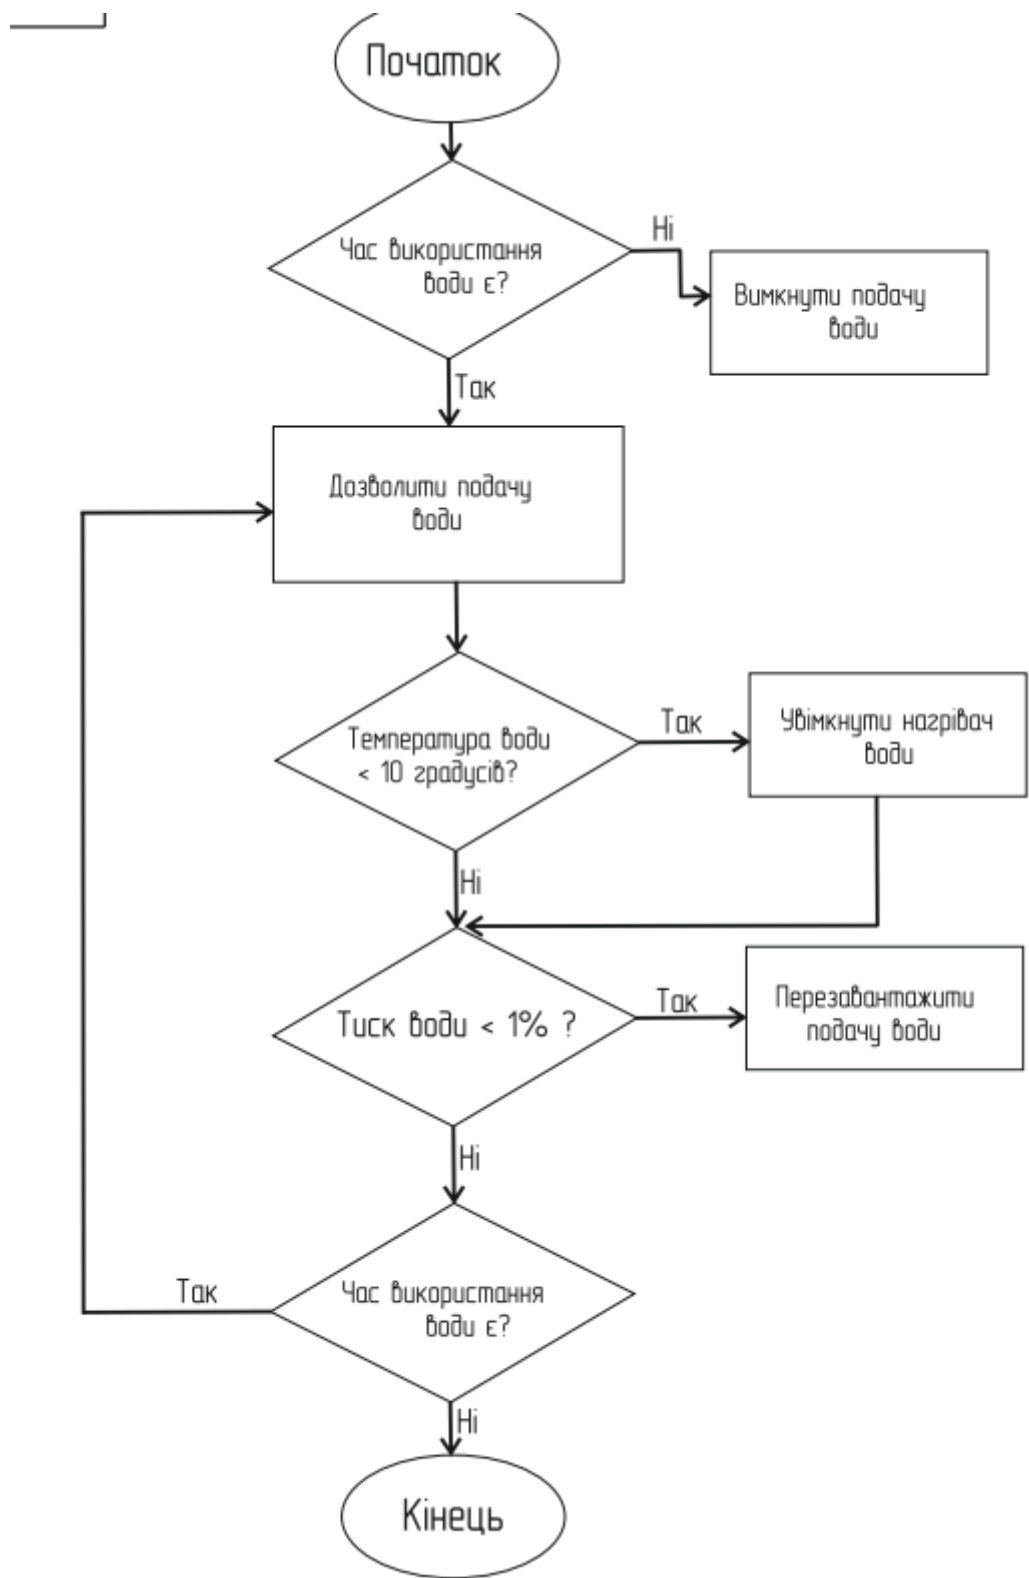 Початок
Час використання
води є?
Ні
Вимкнути подачу
води
Так
Дозволити подачу
води
Температура води
< 10 градусів?
Так
Увімкнути нагрівач
води
Ні
Тиск води < 1% ?
Так
Перезавантажити
подачу води
Ні
Час використання
води є?
Так
Ні
Кінець